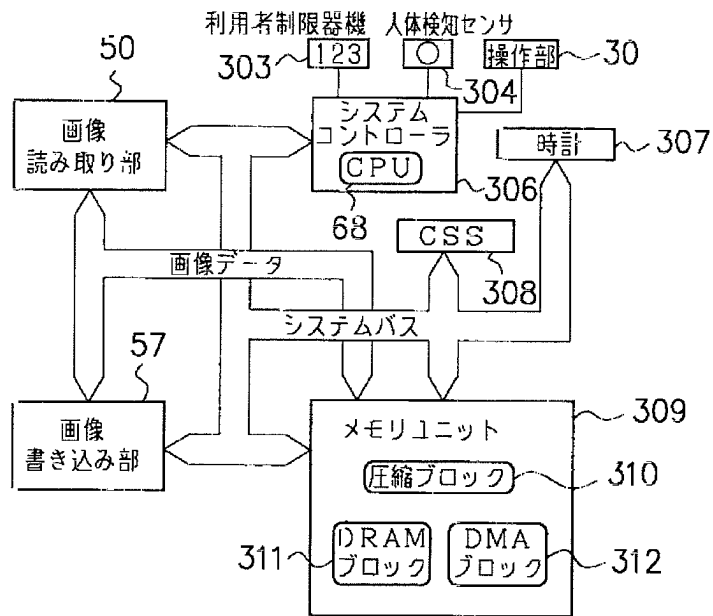 利用者制限器機
人体検知センサ
50
303
123
304
操作部
30
画像
読み取り部
システム
コントローラ
CPU
68
306
時計
307
CSS
308
画像データ
システムバス
57
画像
書き込み部
メモリユニット
309
圧縮ブロック
310
311
DRAM
ブロック
DMA
ブロック
312